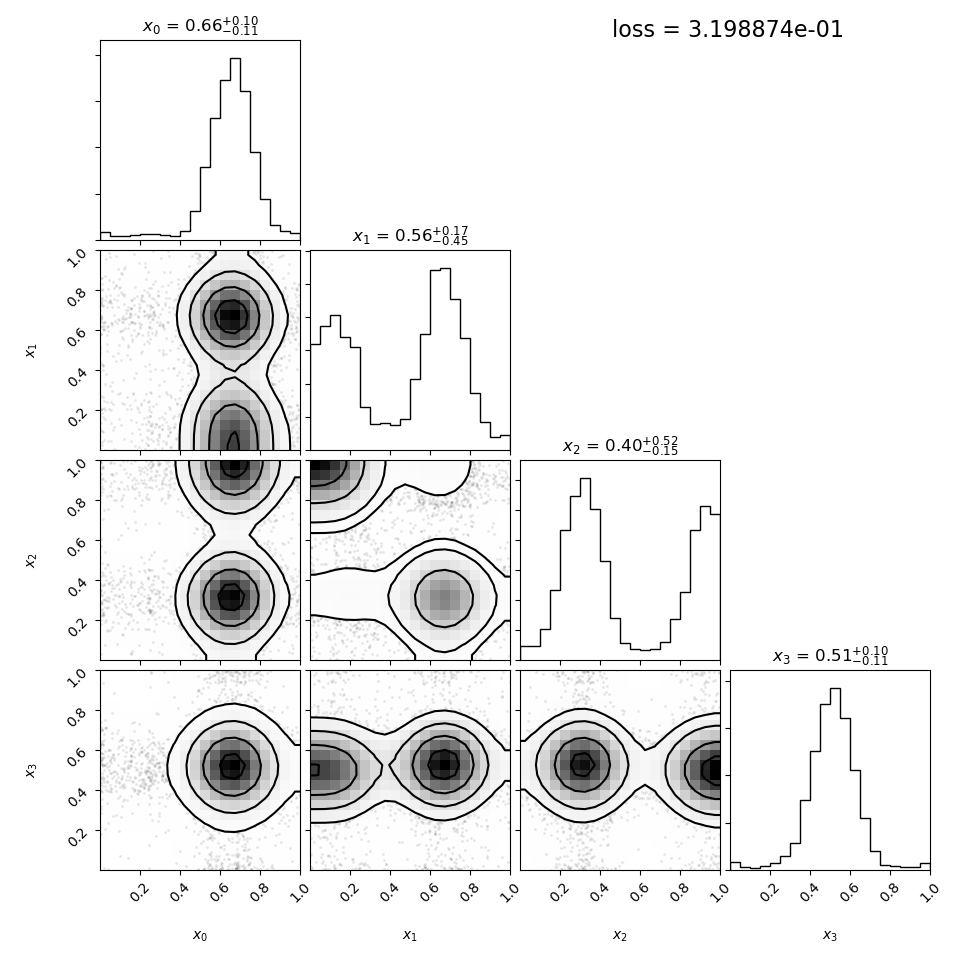 x₀ = 0.66+0.10−0.11
loss = 3.198874e-01
x₁ = 0.56+0.17−0.45
1.0
0.8
0.6
0.4
0.2
x₁
x₂ = 0.40+0.52−0.15
1.0
0.8
0.6
0.4
0.2
x₂
x₃ = 0.51+0.10−0.11
1.0
0.8
0.6
0.4
0.2
x₃
0.2 0.4 0.6 0.8 1.0 0.2 0.4 0.6 0.8 1.0 0.2 0.4 0.6 0.8 1.0 0.2 0.4 0.6 0.8 1.0
x₀ x₁ x₂ x₃